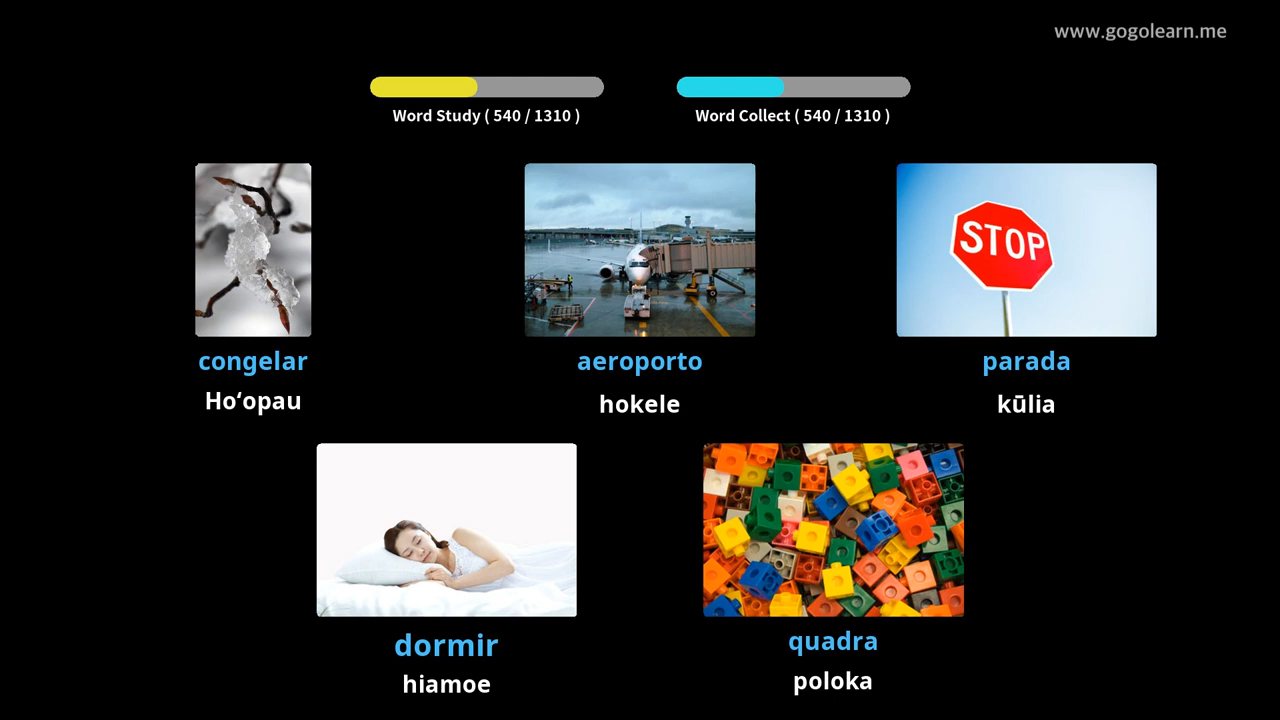 www.gogolearn.me
Word Study ( 540 / 1310 )
Word Collect ( 540 / 1310 )
STOP
congelar
Hoʻopau
aeroporto
hokele
parada
kūlia
dormir
hiamoe
quadra
poloka